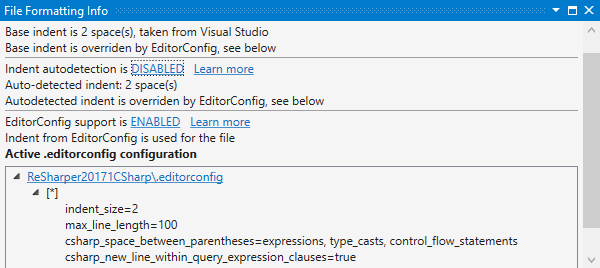 File Formatting Info
Base indent is 2 space(s), taken from Visual Studio
Base indent is overriden by EditorConfig, see below
Indent autodetection is DISABLED Learn more
Auto-detected indent: 2 space(s)
Autodetected indent is overriden by EditorConfig, see below
EditorConfig support is ENABLED Learn more
Indent from EditorConfig is used for the file
Active .editorconfig configuration
ReSharper20171CSharp\.editorconfig
[*]
indent_size=2
max_line_length=100
csharp_space_between_parentheses=expressions, type_casts, control_flow_statements
csharp_new_line_within_query_expression_clauses=true